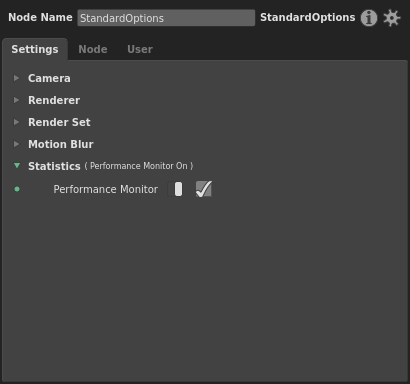 Node Name StandardOptions StandardOptions
Settings Node User
Camera
Renderer
Render Set
Motion Blur
Statistics ( Performance Monitor On )
Performance Monitor